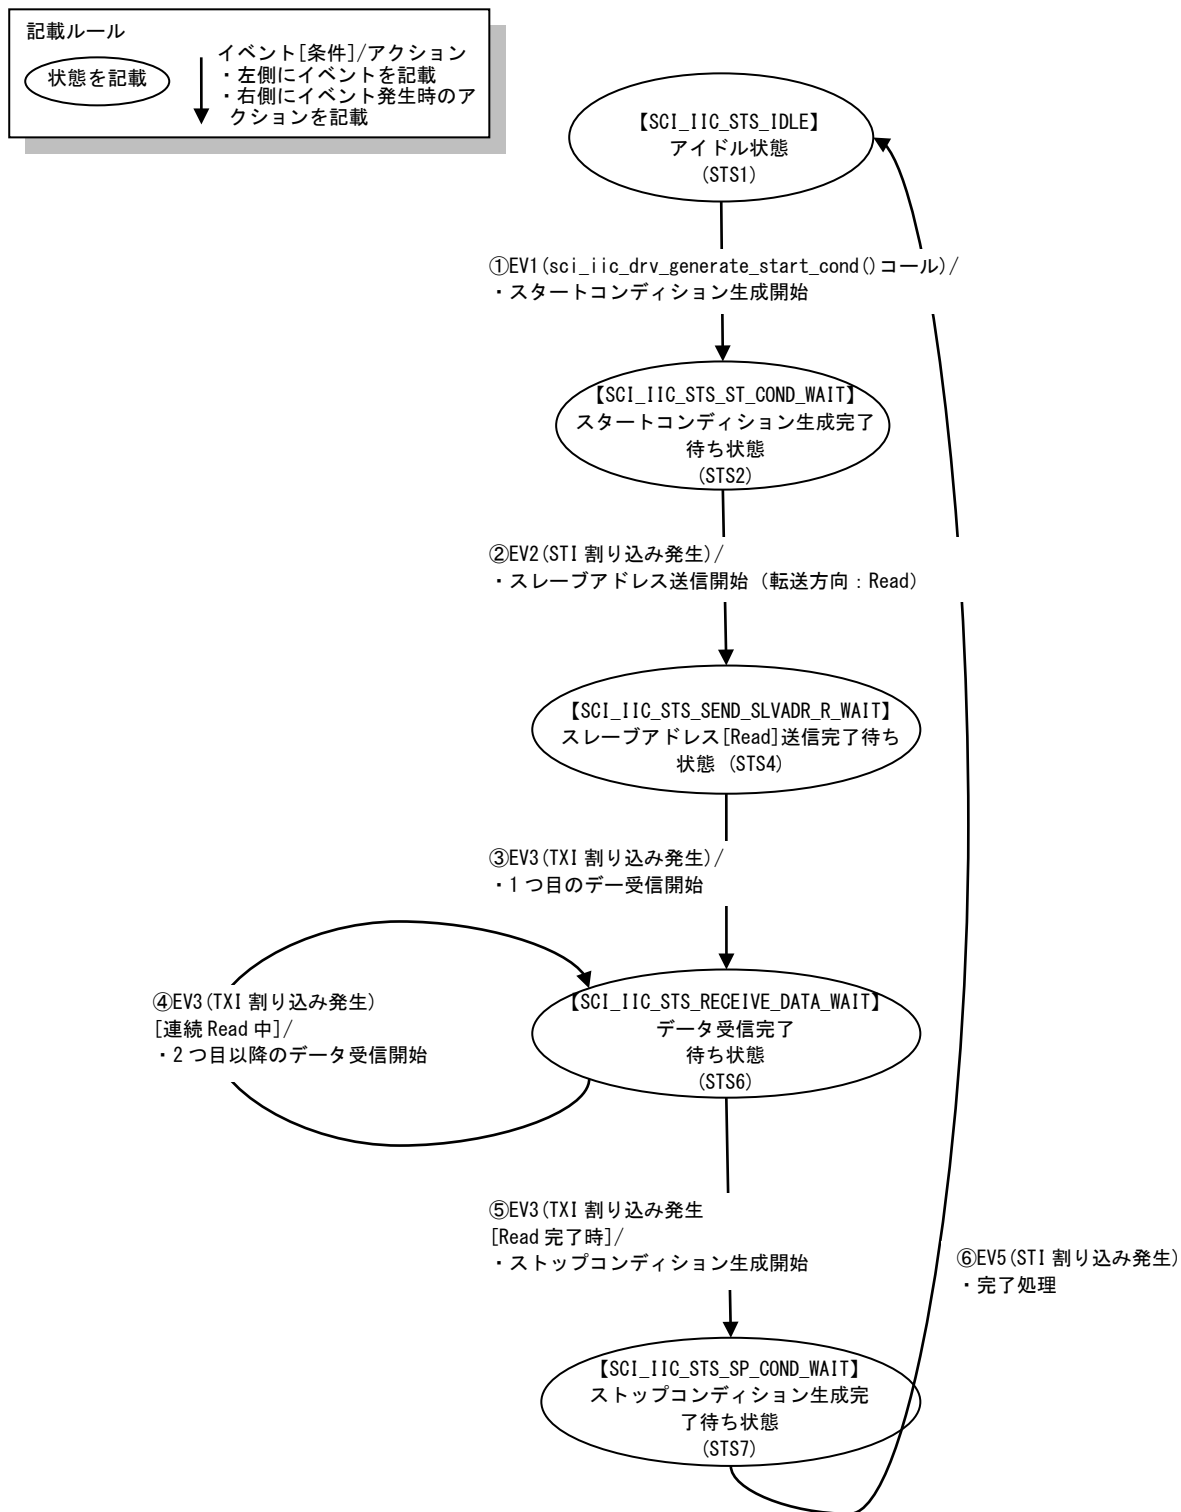 記載ルール
状態を記載
イベント[条件]/アクション
・左側にイベントを記載
・右側にイベント発生時のア
クションを記載
【SCI_IIC_STS_IDLE】
アイドル状態
(STS1)
①EV1(sci_iic_drv_generate_start_cond()コール)/
・スタートコンディション生成開始
【SCI_IIC_STS_ST_COND_WAIT】
スタートコンディション生成完了
待ち状態
(STS2)
②EV2(STI 割り込み発生)/
・スレーブアドレス送信開始（転送方向：Read）
【SCI_IIC_STS_SEND_SLVADR_R_WAIT】
スレーブアドレス[Read]送信完了待ち
状態 (STS4)
③EV3(TXI 割り込み発生)/
・1 つ目のデー受信開始
④EV3(TXI 割り込み発生)
[連続 Read 中]/
・2 つ目以降のデータ受信開始
【SCI_IIC_STS_RECEIVE_DATA_WAIT】
データ受信完了
待ち状態
(STS6)
⑤EV3(TXI 割り込み発生
[Read 完了時]/
・ストップコンディション生成開始
⑥EV5(STI 割り込み発生)
・完了処理
【SCI_IIC_STS_SP_COND_WAIT】
ストップコンディション生成完
了待ち状態
(STS7)